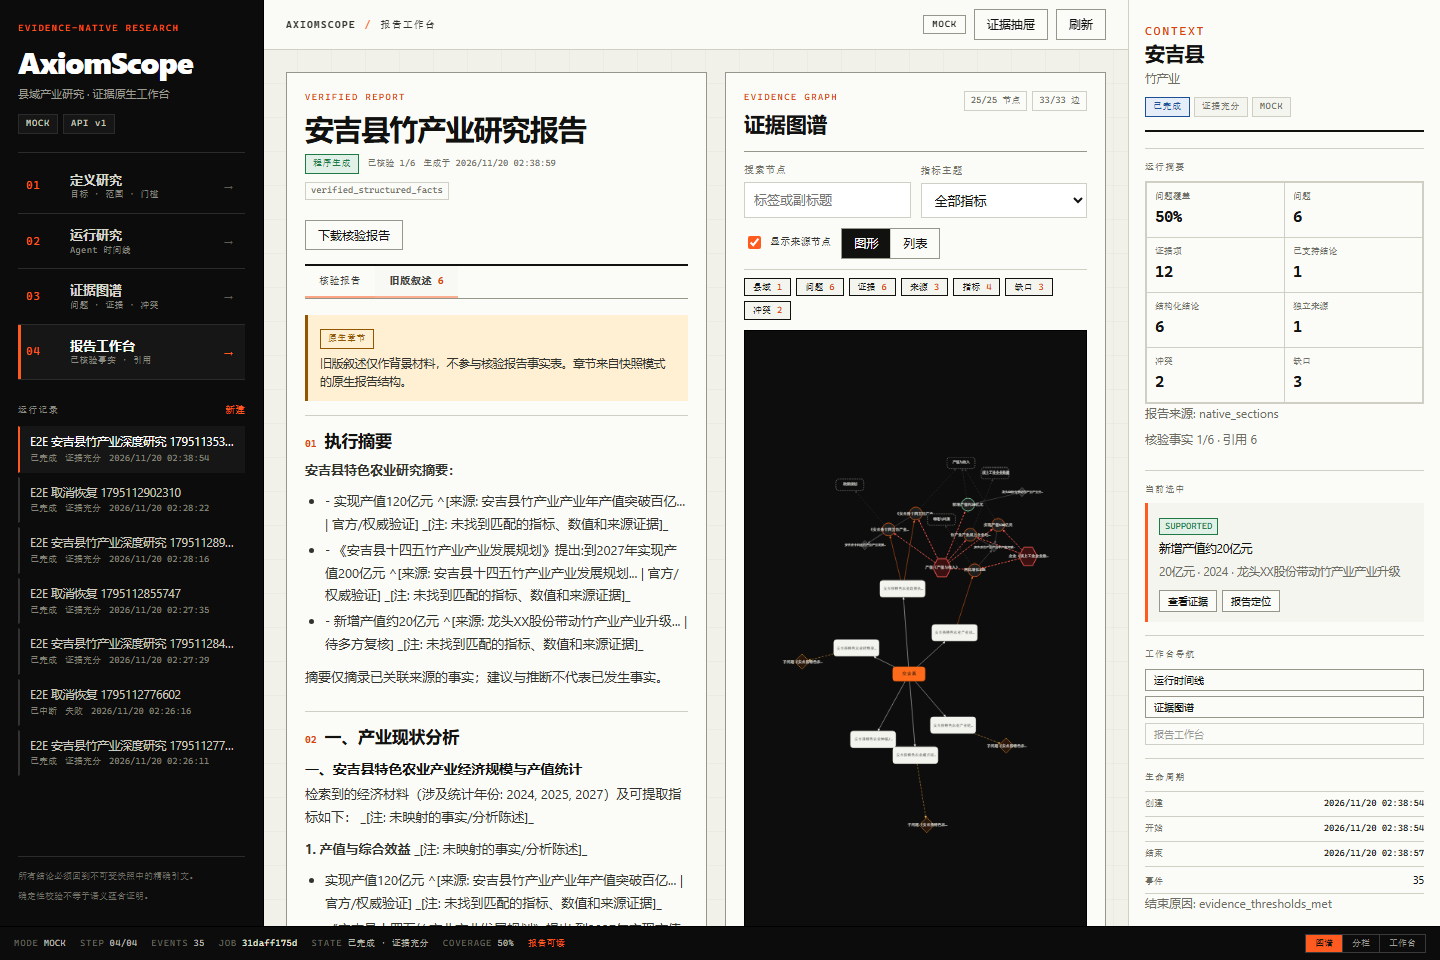 EVIDENCE-NATIVE RESEARCH
AxiomScope
县域产业研究 · 证据原生工作台
MOCK API v1
01 定义研究 →
目标 · 范围 · 门槛
02 运行研究 →
Agent 时间线
03 证据图谱 →
问题 · 证据 · 冲突
04 报告工作台 →
已核验事实 · 引用
运行记录 新建
E2E 安吉县竹产业深度研究 179511353...
已完成 证据充分 2026/11/20 02:38:54
E2E 取消恢复 1795112902310
已完成 证据充分 2026/11/20 02:28:22
E2E 安吉县竹产业深度研究 179511289...
已完成 证据充分 2026/11/20 02:28:16
E2E 取消恢复 1795112855747
已完成 证据充分 2026/11/20 02:27:35
E2E 安吉县竹产业深度研究 179511284...
已完成 证据充分 2026/11/20 02:27:29
E2E 取消恢复 1795112776602
已中断 失败 2026/11/20 02:26:16
E2E 安吉县竹产业深度研究 179511277...
已完成 证据充分 2026/11/20 02:26:11
所有结论必须回到不可变快照中的精确引文。
确定性校验不等于语义蕴含证明。
AXIOMSCOPE / 报告工作台
MOCK 证据抽屉 刷新
VERIFIED REPORT
安吉县竹产业研究报告
程序生成 已核验 1/6 生成于 2026/11/20 02:38:59
verified_structured_facts
下载核验报告
核验报告 旧版叙述 6
原生章节
旧版叙述仅作背景材料，不参与核验报告事实表。章节来自快照模式
的原生报告结构。
01 执行摘要
安吉县特色农业研究摘要：
- 实现产值120亿元 ^[来源: 安吉县竹产业产业年产值突破百亿...
| 官方/权威验证] _[注: 未找到匹配的指标、数值和来源证据]_
- 《安吉县十四五竹产业产业发展规划》提出:到2027年实现产
值200亿元 ^[来源: 安吉县十四五竹产业产业发展规划... | 官方/
权威验证] _[注: 未找到匹配的指标、数值和来源证据]_
- 新增产值约20亿元 ^[来源: 龙头XX股份带动竹产业产业升级... |
待多方复核] _[注: 未找到匹配的指标、数值和来源证据]_
摘要仅摘录已关联来源的事实；建议与推断不代表已发生事实。
02 一、产业现状分析
一、安吉县特色农业产业经济规模与产值统计
检索到的经济材料（涉及统计年份: 2024, 2025, 2027）及可提取指
标如下： _[注: 未映射的事实/分析陈述]_
1. 产值与综合效益 _[注: 未映射的事实/分析陈述]_
实现产值120亿元 ^[来源: 安吉县竹产业产业年产值突破百亿... |
官方/权威验证] _[注: 未找到匹配的指标、数值和来源证据]_
EVIDENCE GRAPH
25/25 节点 33/33 边
证据图谱
搜索节点 指标主题
标签或副标题 全部指标
显示来源节点 图形 列表
县域 1 问题 6 证据 6 来源 3 指标 4 缺口 3
冲突 2
安吉县
CONTEXT
安吉县
竹产业
已完成 证据充分 MOCK
运行摘要
问题覆盖 问题
50% 6
证据项 已支持结论
12 1
结构化结论 独立来源
6 1
冲突 缺口
2 3
报告来源: native_sections
核验事实 1/6 · 引用 6
当前选中
SUPPORTED
新增产值约20亿元
20亿元 · 2024 · 龙头XX股份带动竹产业产业升级
查看证据 报告定位
工作台导航
运行时间线
证据图谱
报告工作台
生命周期
创建 2026/11/20 02:38:54
开始 2026/11/20 02:38:54
结束 2026/11/20 02:38:57
事件 35
结束原因: evidence_thresholds_met
MODE MOCK STEP 04/04 EVENTS 35 JOB 31daff175d STATE 已完成 · 证据充分 COVERAGE 50% 报告可读
图谱 分栏 工作台